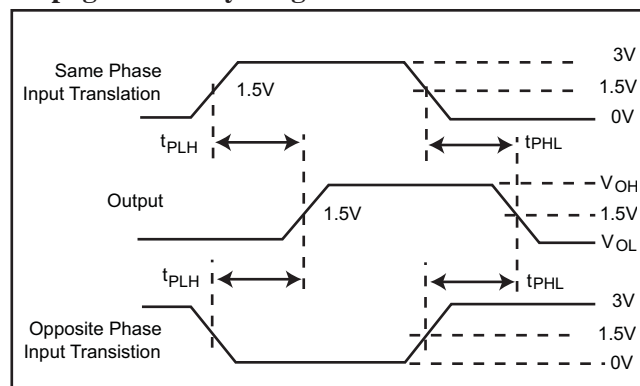 Same Phase
Input Translation
1.5V
3V
1.5V
0V
tPLH
tPHL
Output
1.5V
VOH
1.5V
VOL
tPLH
tPHL
Opposite Phase
Input Transistion
3V
1.5V
0V